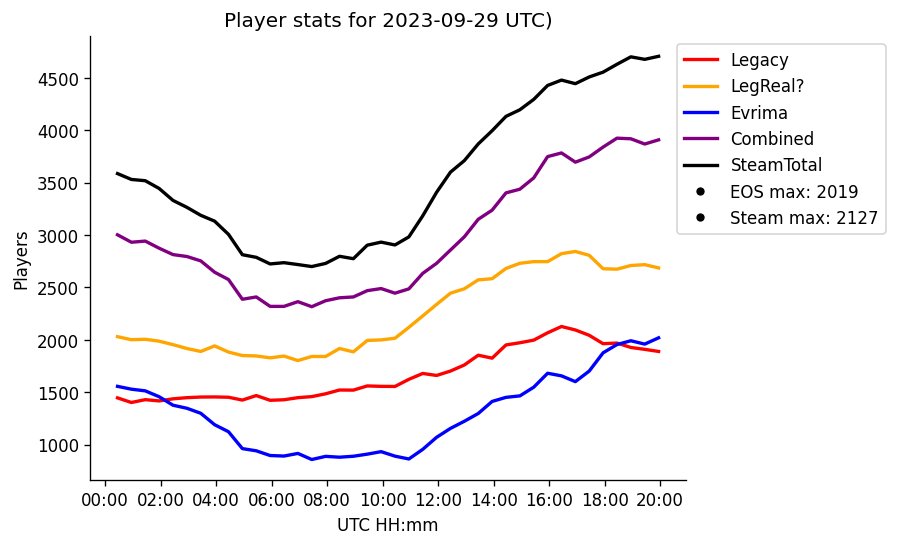 Player stats for 2023-09-29 UTC)
Legacy
LegReal?
Evrima
Combined
SteamTotal
EOS max: 2019
Steam max: 2127
Players
4500
4000
3500
3000
2500
2000
1500
1000
00:00 02:00 04:00 06:00 08:00 10:00 12:00 14:00 16:00 18:00 20:00
UTC HH:mm